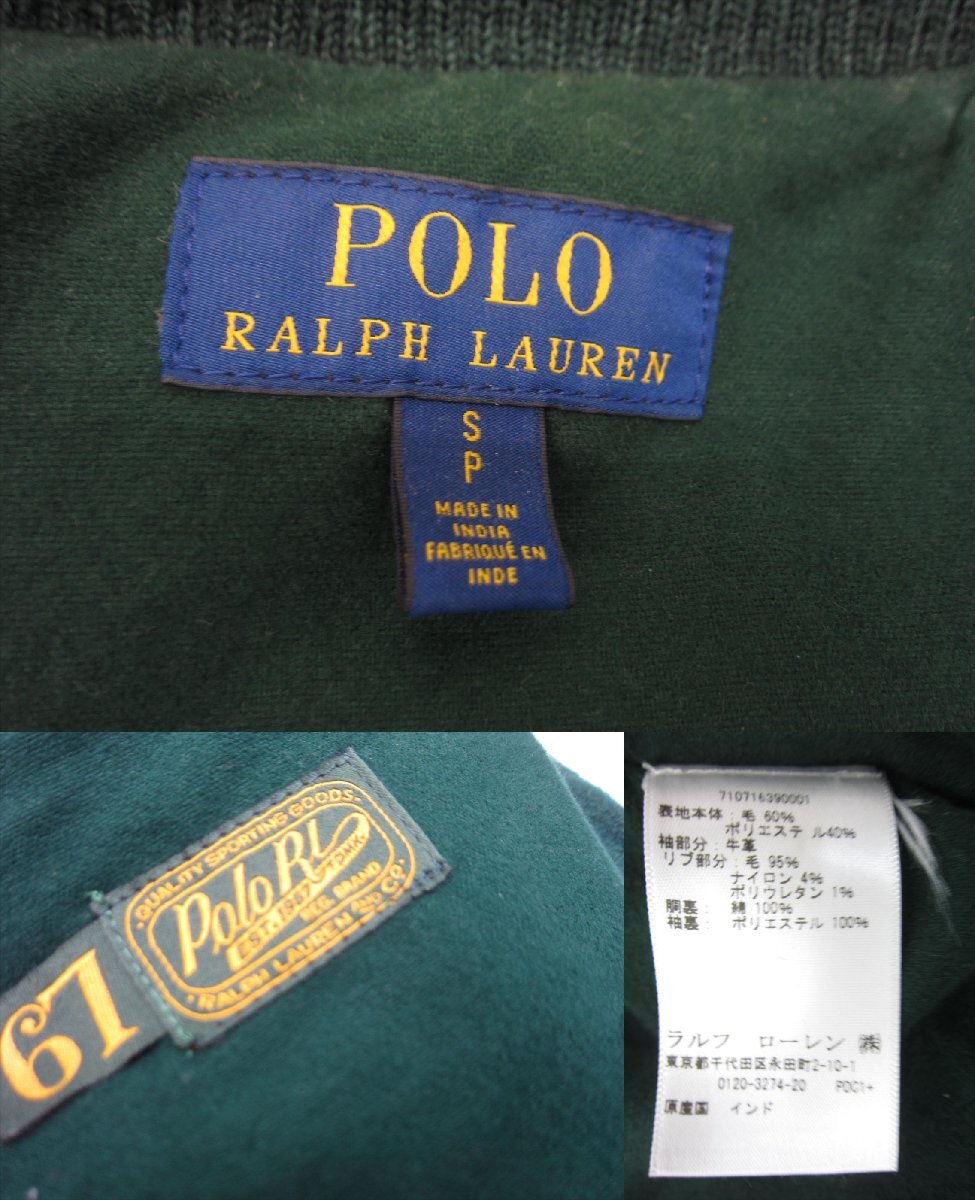 POLO
RALPH LAUREN
S
P
MADE IN
INDIA
FABRIQUÉ EN
INDE
QUALITY SPORTING GOODS
Polo RL
EST. 1967
REG. BRAND
RALPH LAUREN AND CO
67
710716390001
表地本体: 毛 60%
ポリエステル40%
袖部分: 牛革
リブ部分: 毛 95%
ナイロン 4%
ポリウレタン 1%
胴裏: 綿 100%
袖裏: ポリエステル 100%
ラルフ ローレン ㈱
東京都千代田区永田町2-10-1
0120-3274-20 POC1+
原産国 インド